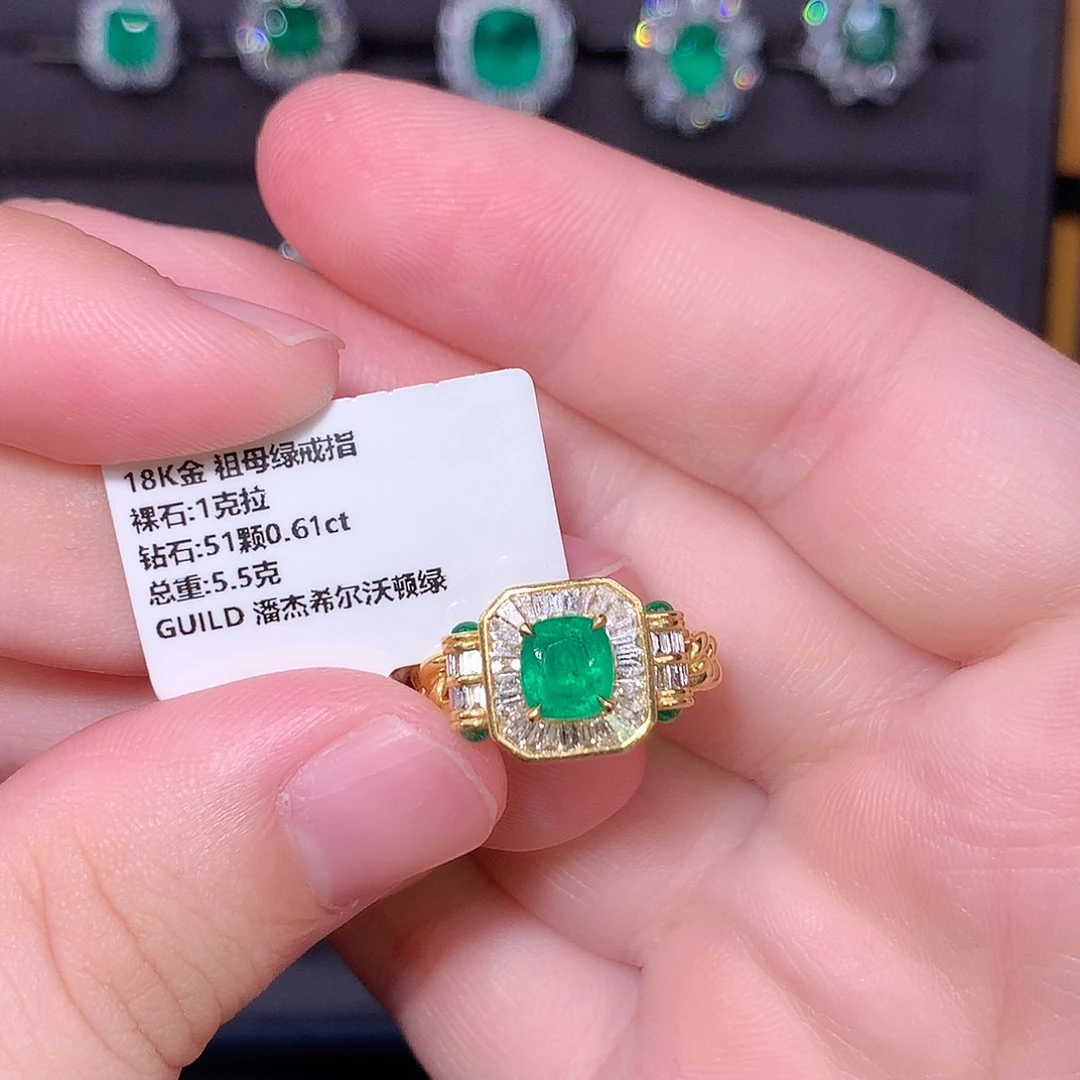 18K金 祖母绿戒指
裸石:1克拉
钻石:51颗0.61ct
总重:5.5克
GUILD 潘杰希尔沃顿绿